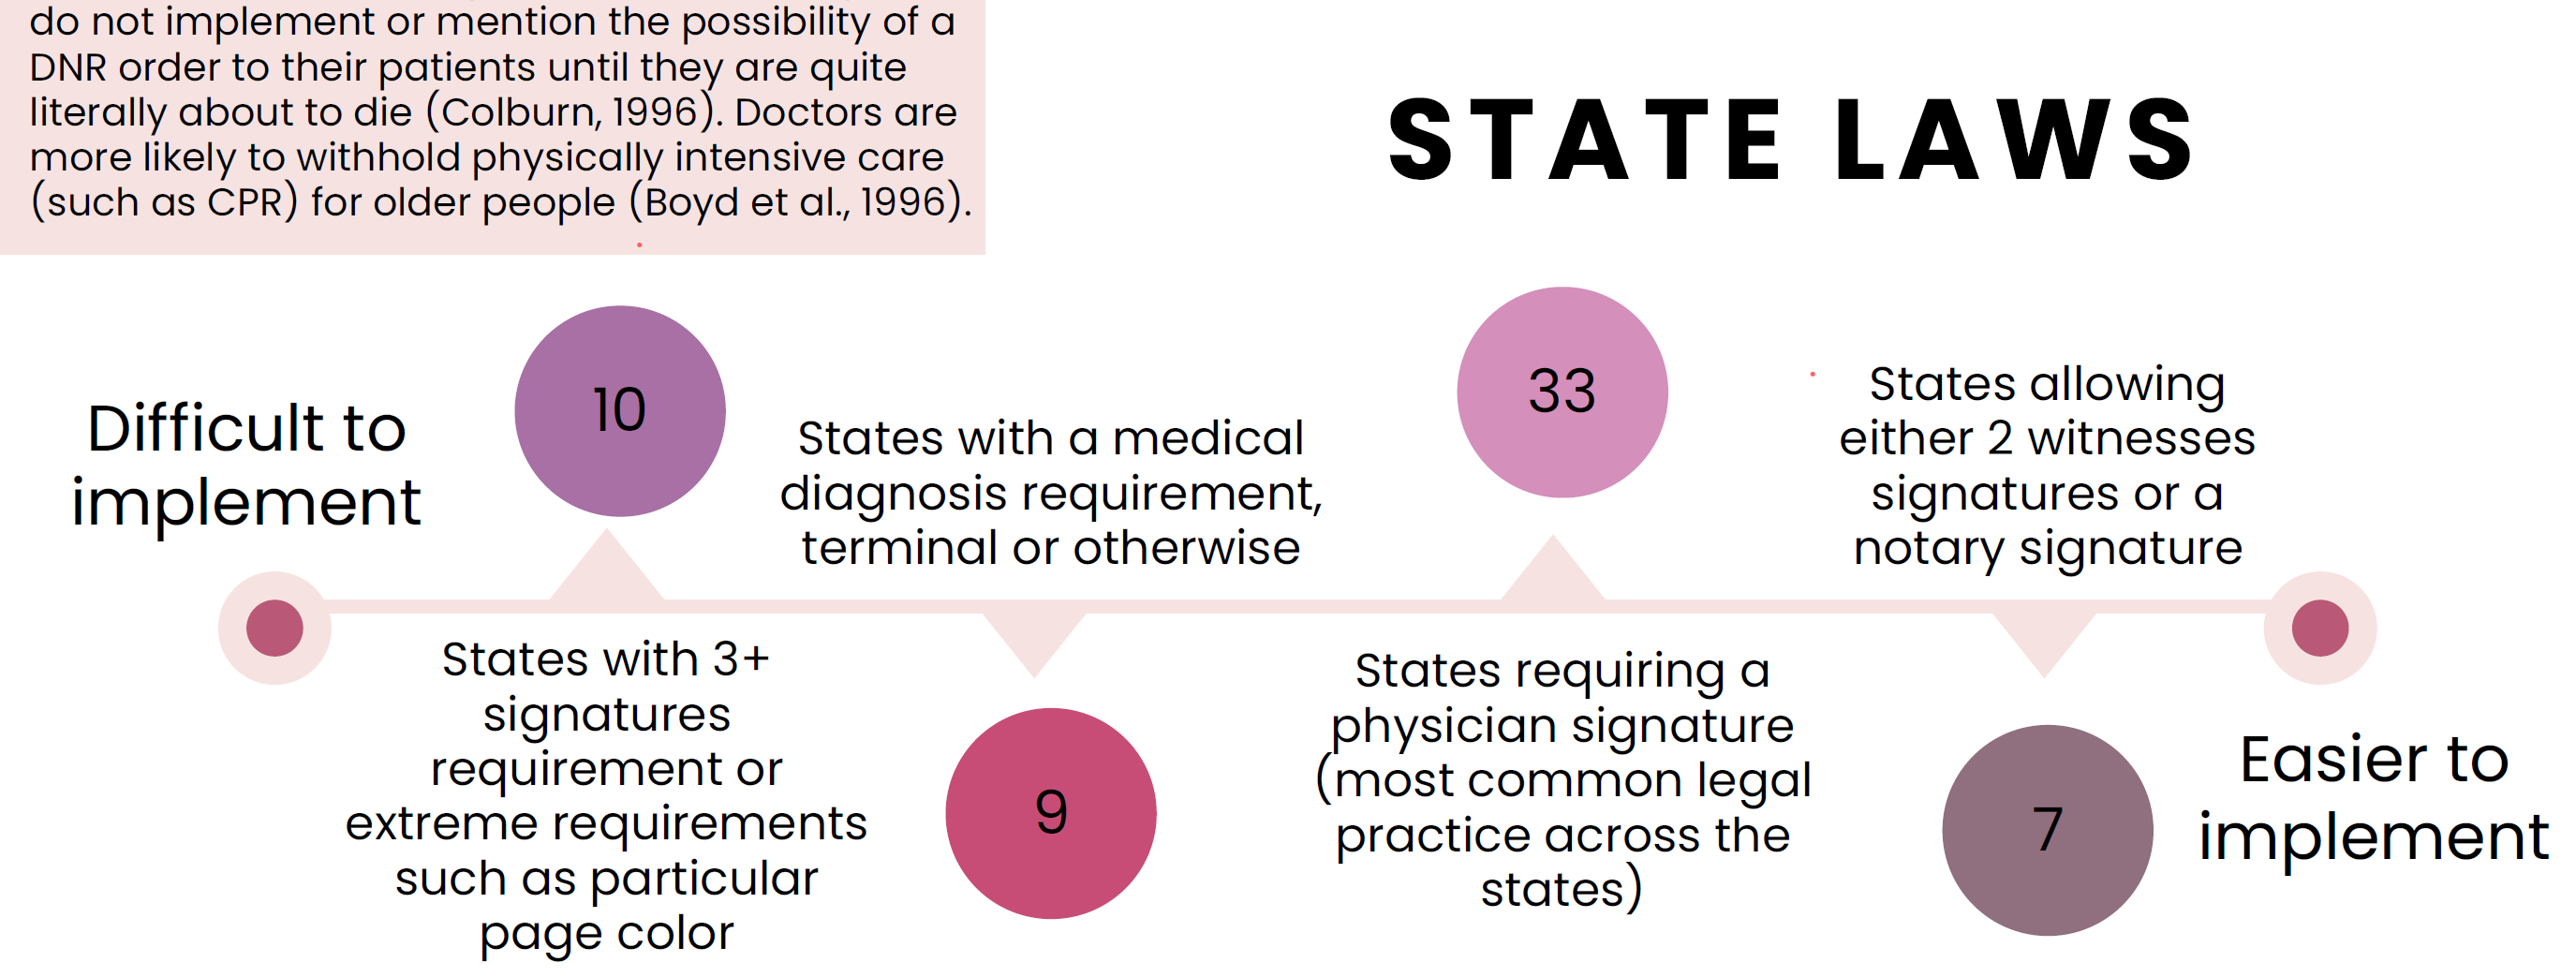 do not implement or mention the possibility of a
DNR order to their patients until they are quite
literally about to die (Colburn, 1996). Doctors are
more likely to withhold physically intensive care
(such as CPR) for older people (Boyd et al., 1996).
STATE LAWS
Difficult to
implement
10
States with 3+
signatures
requirement or
extreme requirements
such as particular
page color
States with a medical
diagnosis requirement,
terminal or otherwise
9
33
States requiring a
physician signature
(most common legal
practice across the
states)
States allowing
either 2 witnesses
signatures or a
notary signature
7
Easier to
implement